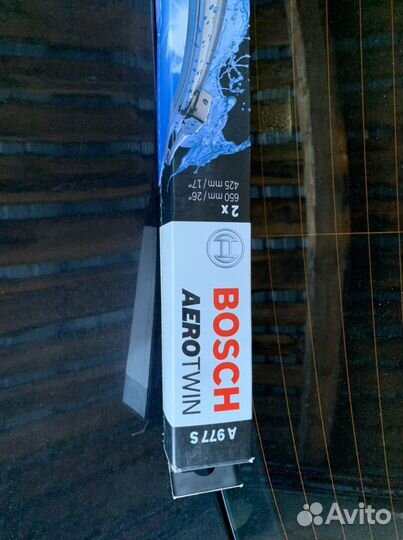 2 x
650 mm / 26"
425 mm / 17"
BOSCH
AEROTWIN
A 977 S
Avito